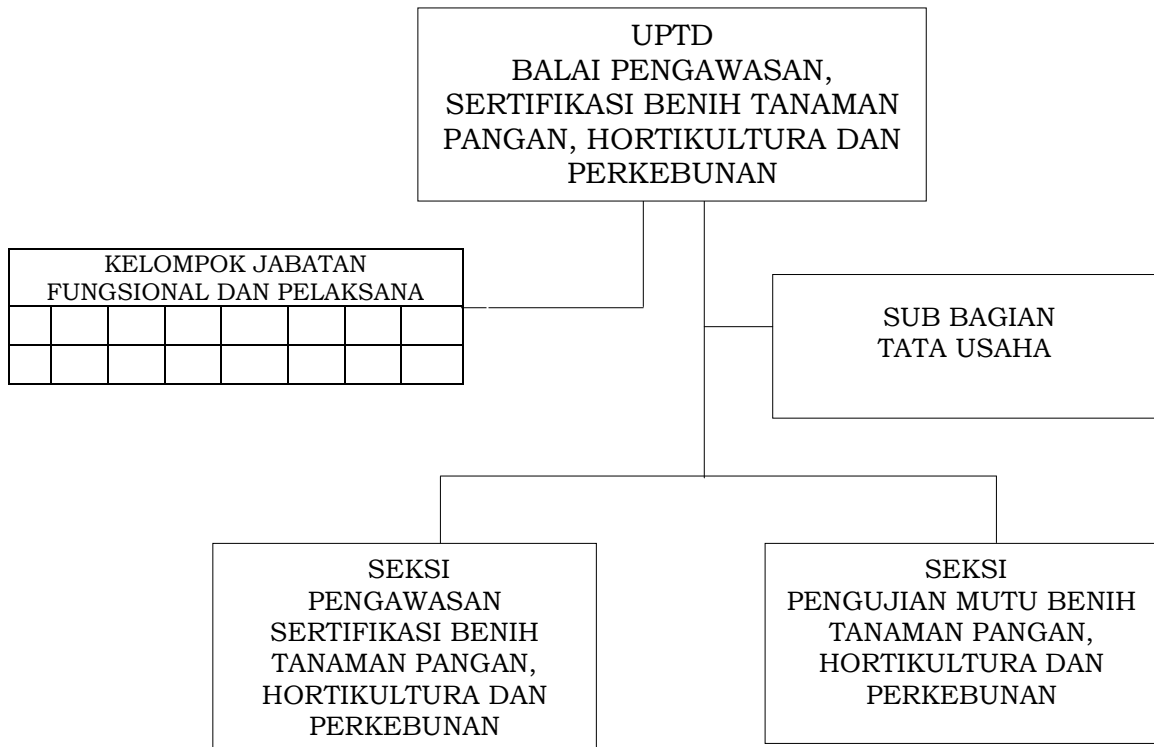 UPTD
BALAI PENGAWASAN,
SERTIFIKASI BENIH TANAMAN
PANGAN, HORTIKULTURA DAN
PERKEBUNAN
KELOMPOK JABATAN
FUNGSIONAL DAN PELAKSANA
SUB BAGIAN
TATA USAHA
SEKSI
PENGAWASAN
SERTIFIKASI BENIH
TANAMAN PANGAN,
HORTIKULTURA DAN
PERKEBUNAN
SEKSI
PENGUJIAN MUTU BENIH
TANAMAN PANGAN,
HORTIKULTURA DAN
PERKEBUNAN